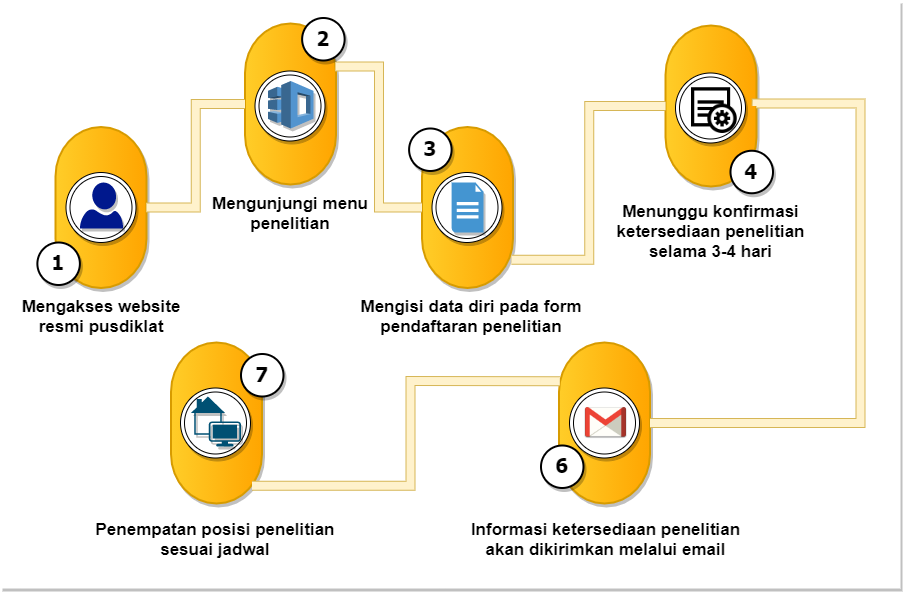 1
Mengakses website
resmi pusdiklat
2
Mengunjungi menu
penelitian
3
Mengisi data diri pada form
pendaftaran penelitian
4
Menunggu konfirmasi
ketersediaan penelitian
selama 3-4 hari
6
Informasi ketersediaan penelitian
akan dikirimkan melalui email
7
Penempatan posisi penelitian
sesuai jadwal